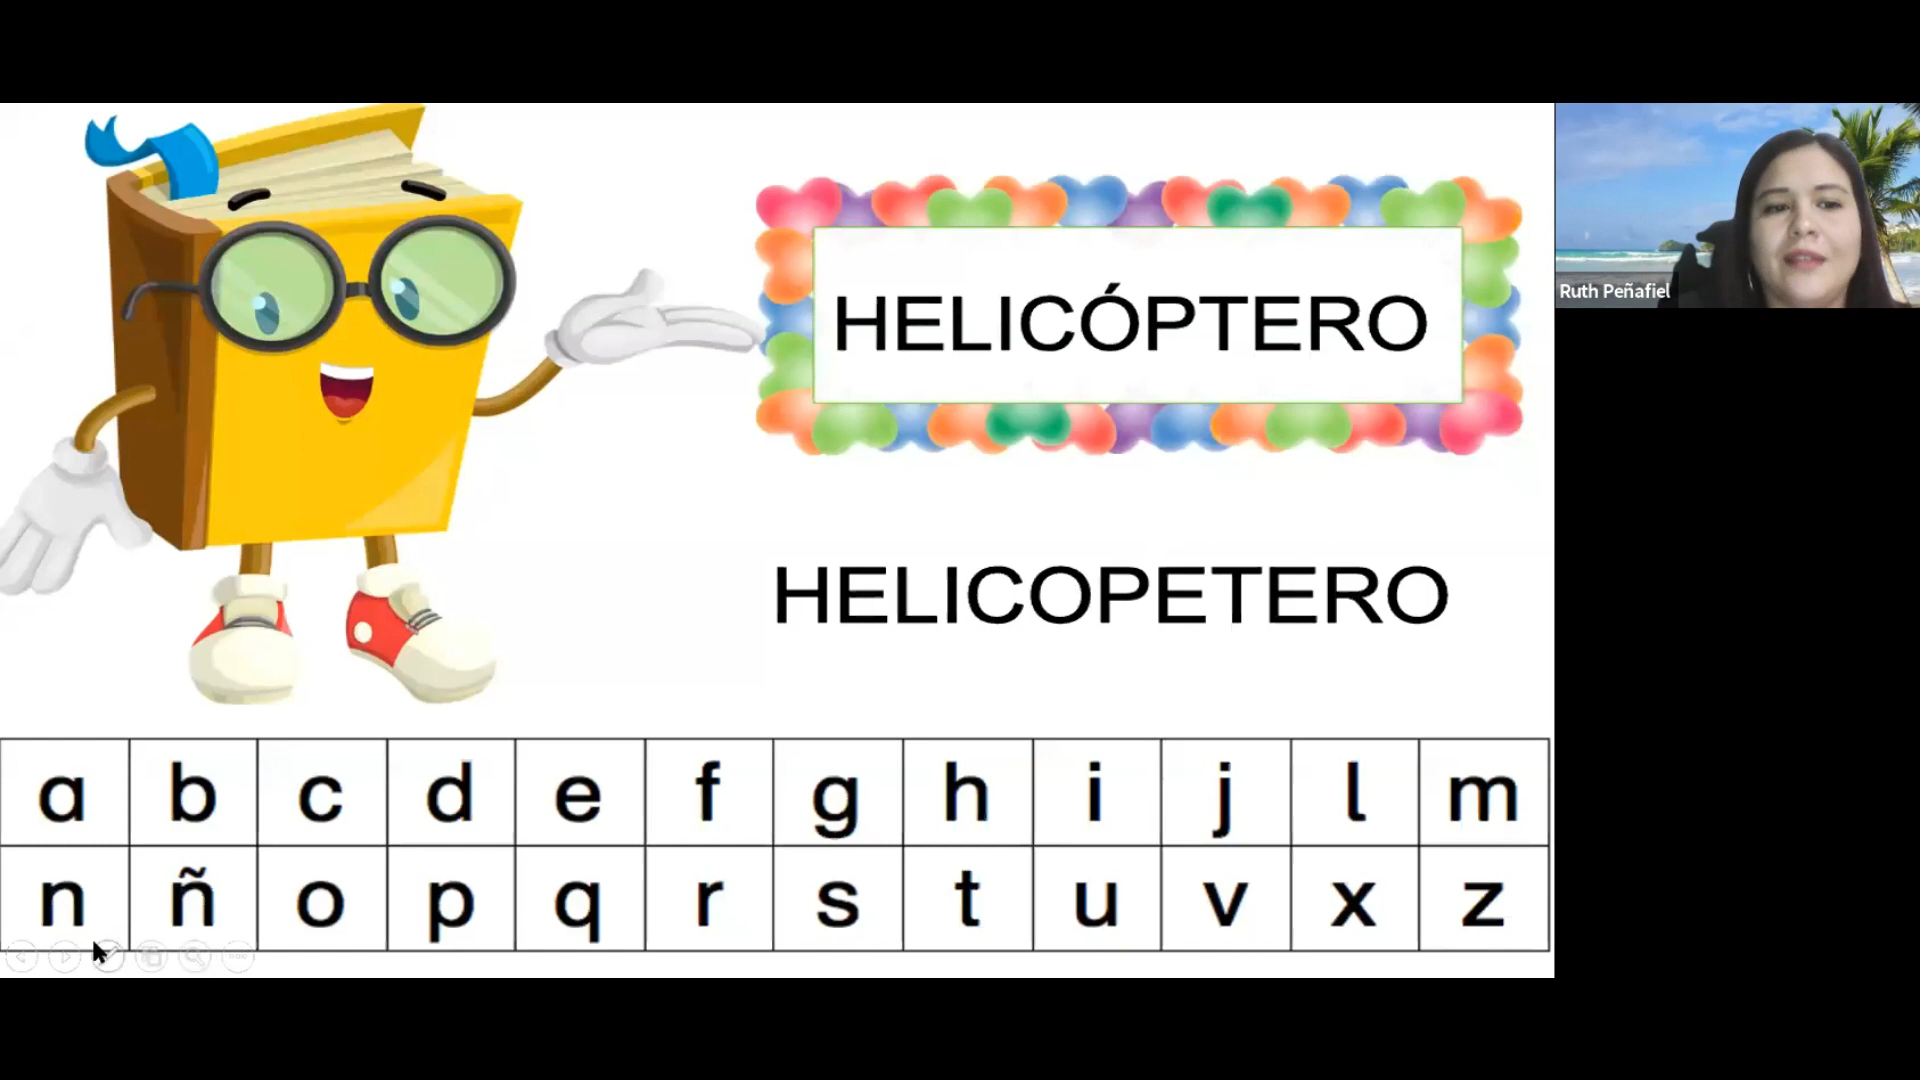 HELICÓPTERO
Ruth Peñafiel
HELICOPETERO
a b c d e f g h i j l m
n ñ o p q r s t u v x z